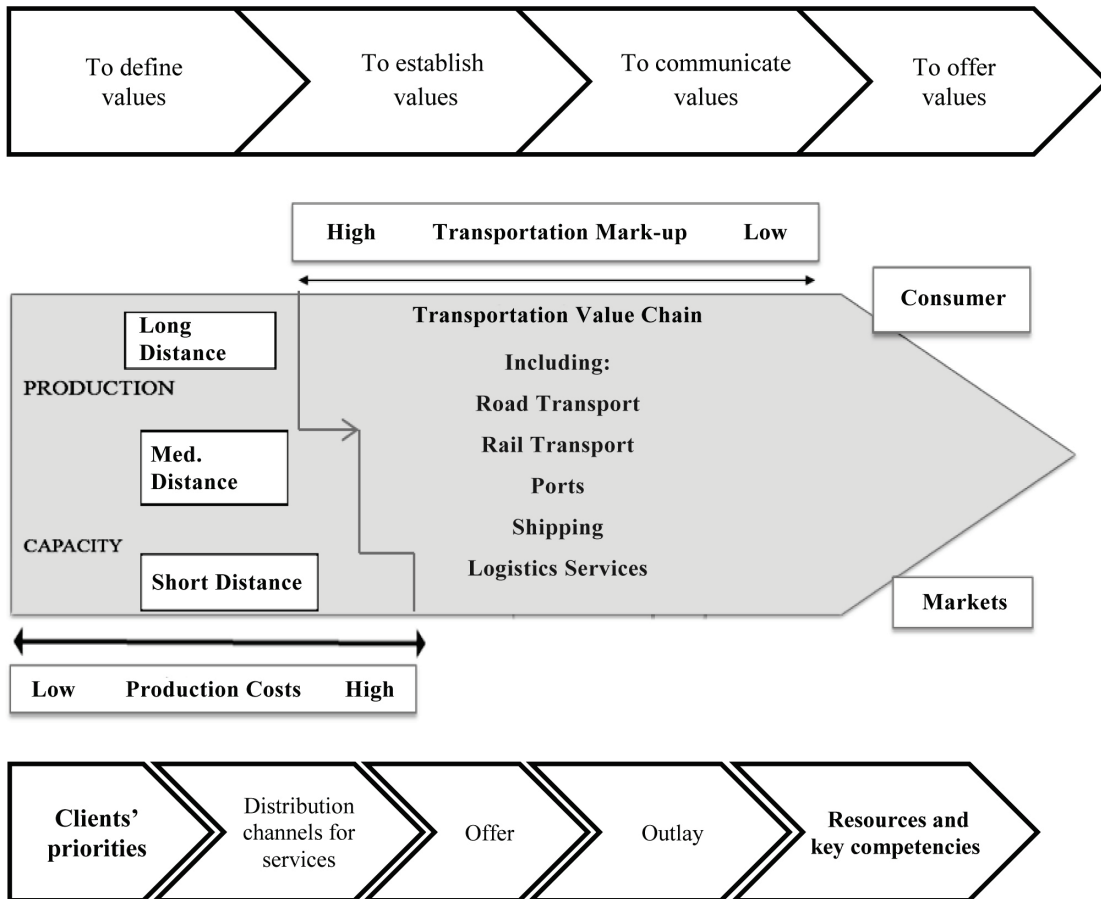 To define
values
To establish
values
To communicate
values
To offer
values
High Transportation Mark-up Low
Consumer
Long
Distance
PRODUCTION
Med.
Distance
CAPACITY
Short Distance
Transportation Value Chain
Including:
Road Transport
Rail Transport
Ports
Shipping
Logistics Services
Markets
Low Production Costs High
Clients’
priorities
Distribution
channels for
services
Offer
Outlay
Resources and
key competencies